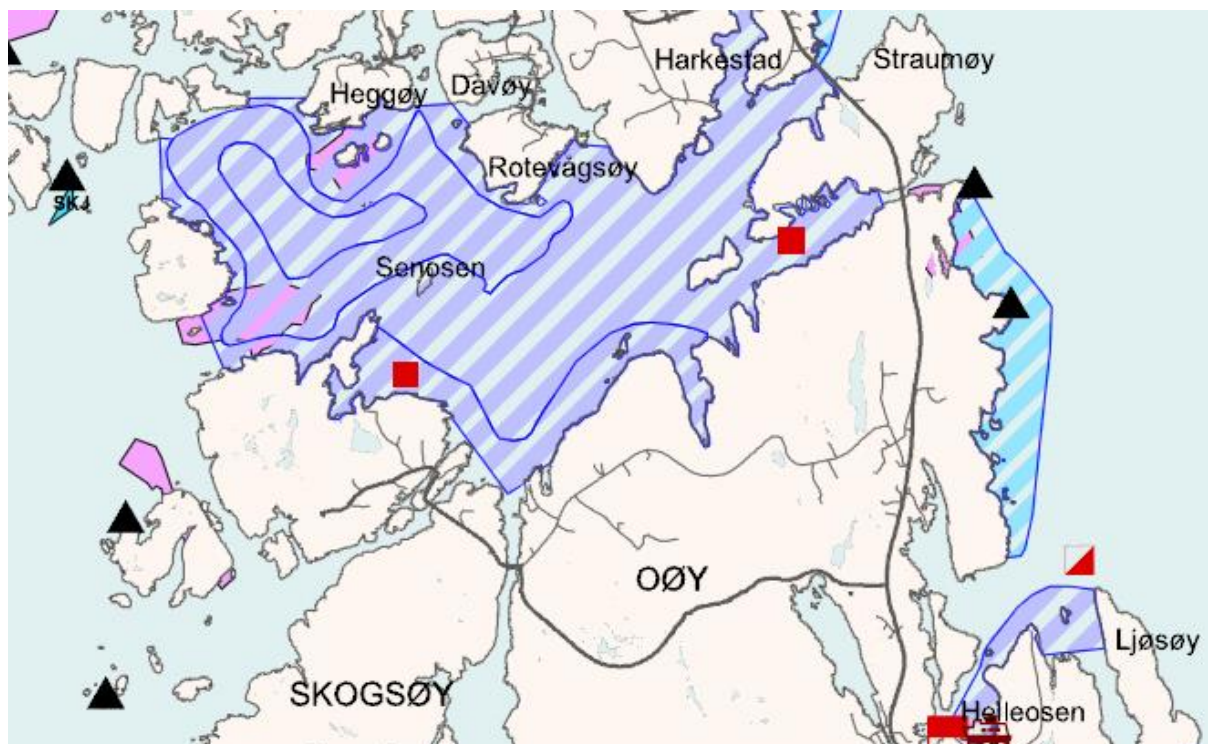 Harkestad
Straumøy
Davøy
Heggøy
Rotevågsøy
SK4
Senosen
OØY
Ljøsøy
SKOGSØY
Helleosen